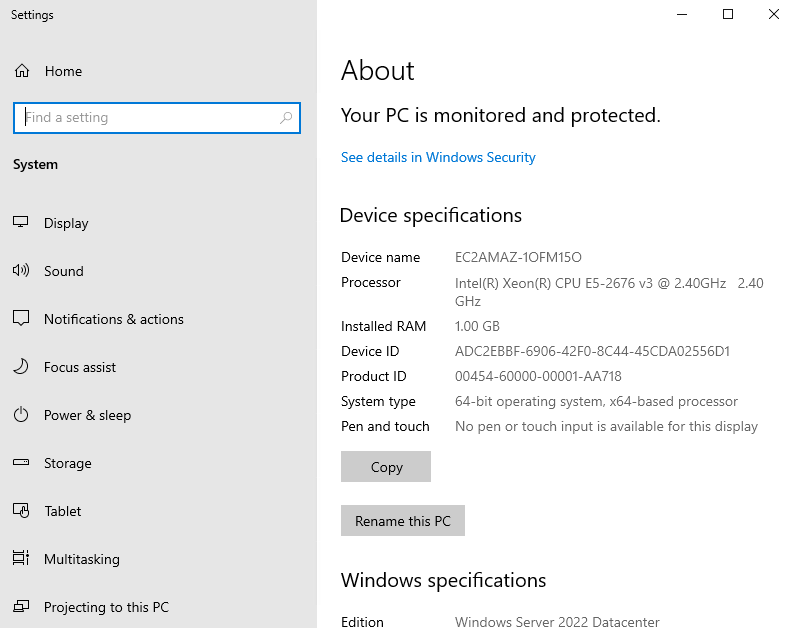 Settings
Home
Find a setting
System
Display
Sound
Notifications & actions
Focus assist
Power & sleep
Storage
Tablet
Multitasking
Projecting to this PC
About
Your PC is monitored and protected.
See details in Windows Security
Device specifications
Device name EC2AMAZ-1OFM15O
Processor Intel(R) Xeon(R) CPU E5-2676 v3 @ 2.40GHz 2.40
GHz
Installed RAM 1.00 GB
Device ID ADC2EBBF-6906-42F0-8C44-45CDA02556D1
Product ID 00454-60000-00001-AA718
System type 64-bit operating system, x64-based processor
Pen and touch No pen or touch input is available for this display
Copy
Rename this PC
Windows specifications
Edition Windows Server 2022 Datacenter